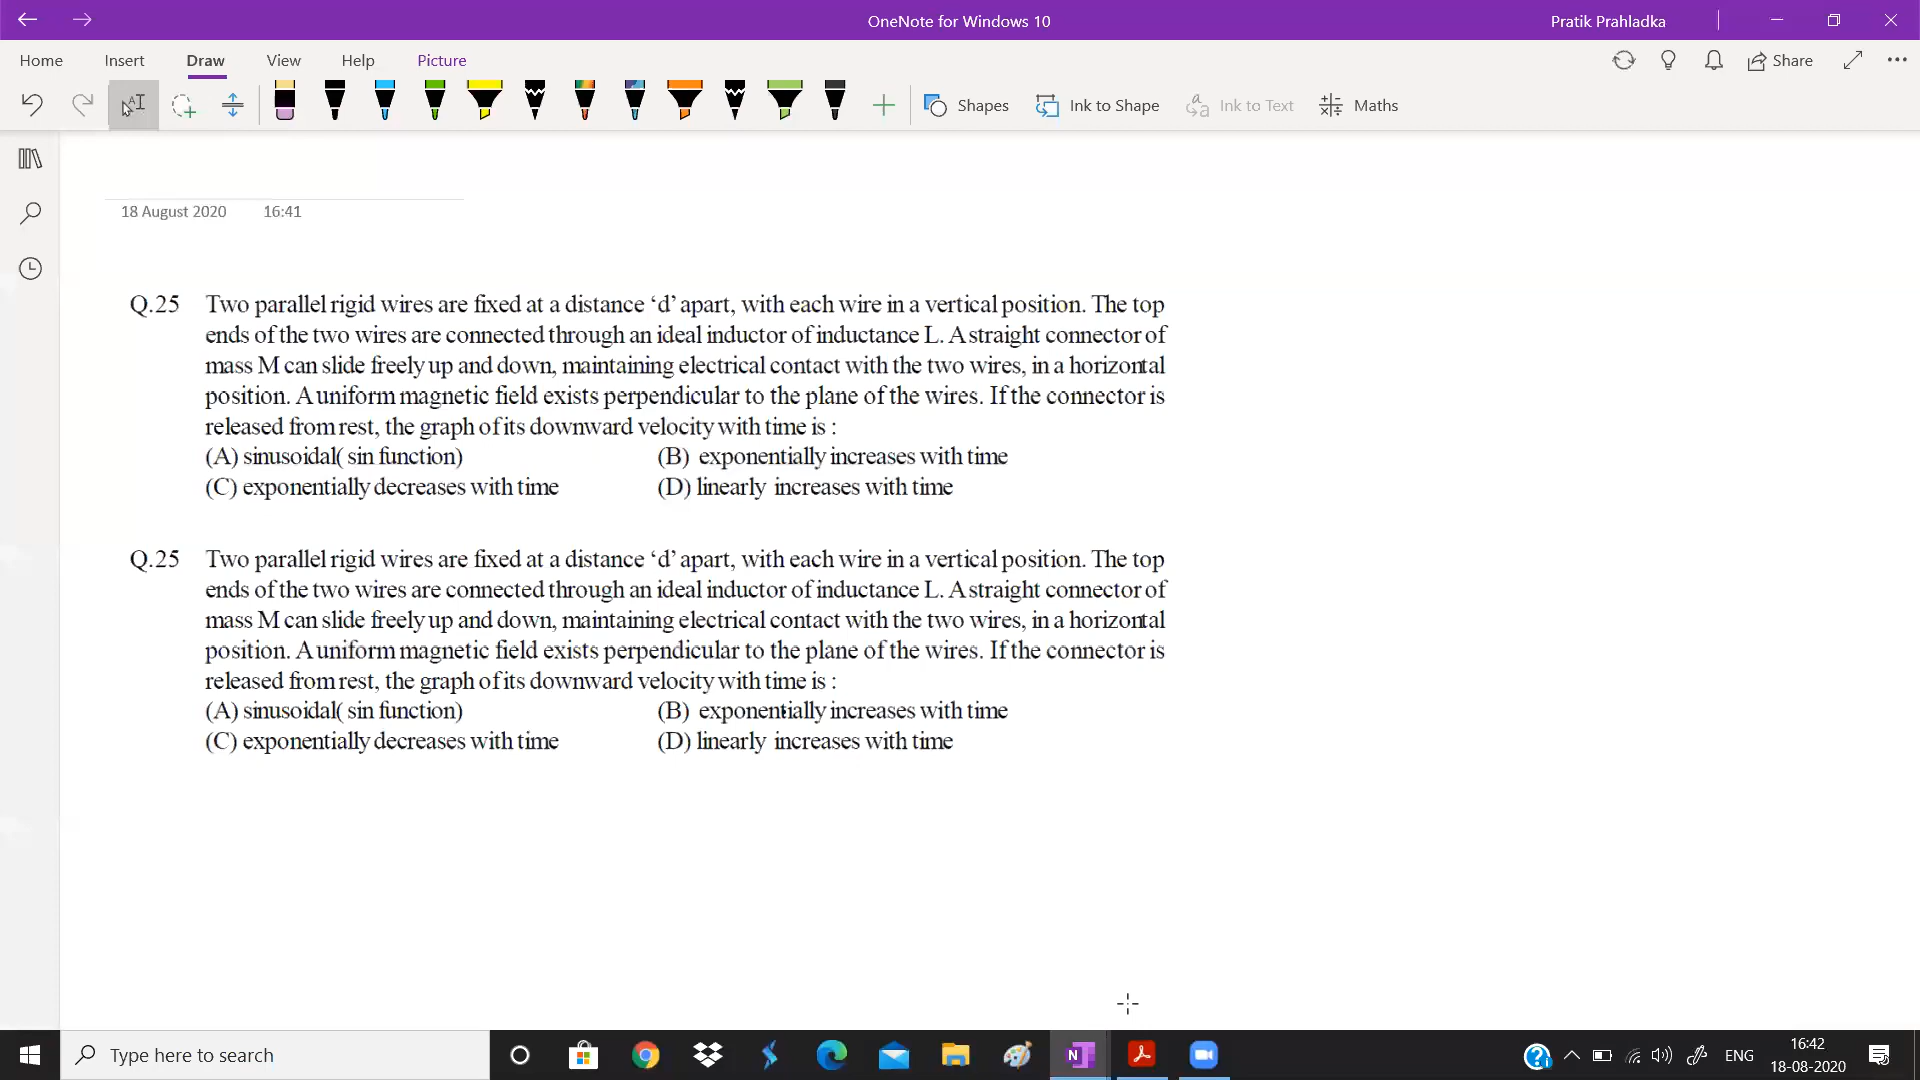 OneNote for Windows 10
Pratik Prahladka
Home Insert Draw View Help Picture
Share
Shapes Ink to Shape Ink to Text Maths
18 August 2020 16:41
Q.25 Two parallel rigid wires are fixed at a distance ‘d’ apart, with each wire in a vertical position. The top
ends of the two wires are connected through an ideal inductor of inductance L. A straight connector of
mass M can slide freely up and down, maintaining electrical contact with the two wires, in a horizontal
position. A uniform magnetic field exists perpendicular to the plane of the wires. If the connector is
released from rest, the graph of its downward velocity with time is :
(A) sinusoidal( sin function) (B) exponentially increases with time
(C) exponentially decreases with time (D) linearly increases with time
Q.25 Two parallel rigid wires are fixed at a distance ‘d’ apart, with each wire in a vertical position. The top
ends of the two wires are connected through an ideal inductor of inductance L. A straight connector of
mass M can slide freely up and down, maintaining electrical contact with the two wires, in a horizontal
position. A uniform magnetic field exists perpendicular to the plane of the wires. If the connector is
released from rest, the graph of its downward velocity with time is :
(A) sinusoidal( sin function) (B) exponentially increases with time
(C) exponentially decreases with time (D) linearly increases with time
Type here to search
ENG
16:42
18-08-2020